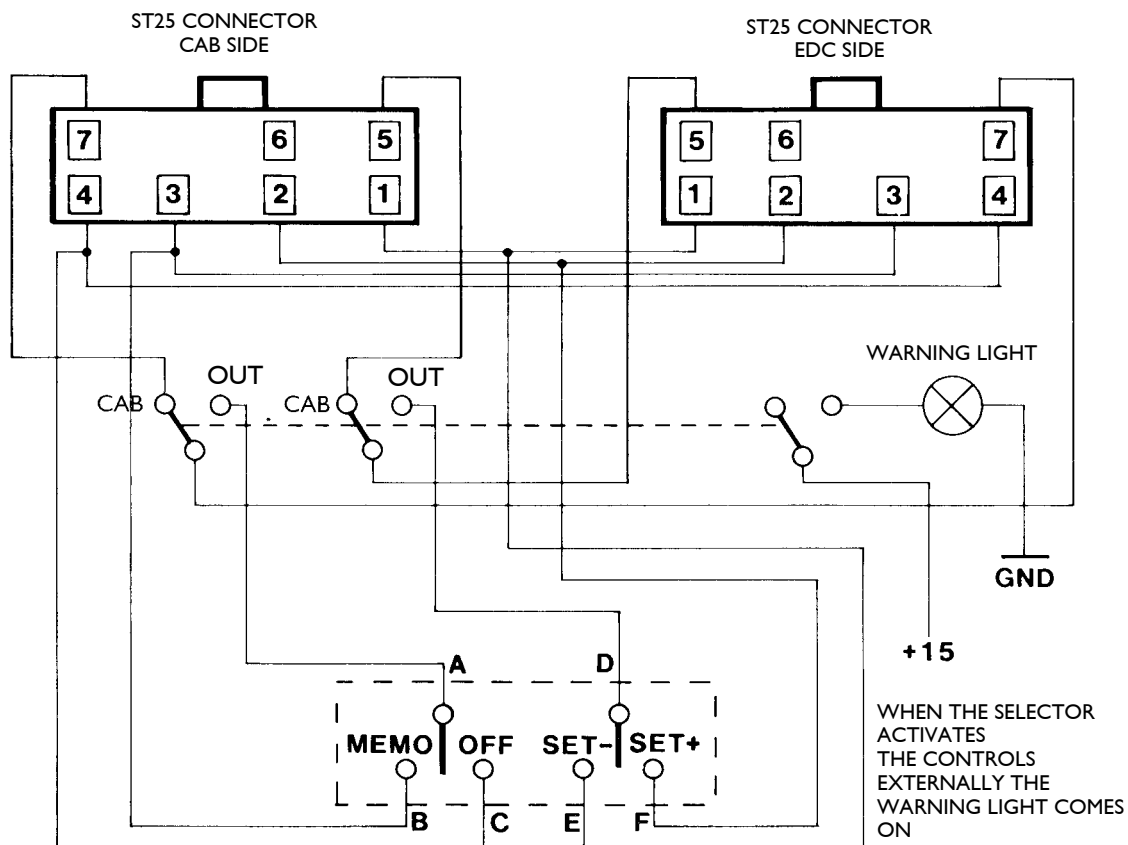 ST25 CONNECTOR
CAB SIDE
ST25 CONNECTOR
EDC SIDE
7 6 5
4 3 2 1
5 6 7
1 2 3 4
WARNING LIGHT
CAB OUT
CAB OUT
GND
+15
A D
MEMO OFF SET- SET+
B C E F
WHEN THE SELECTOR
ACTIVATES
THE CONTROLS
EXTERNALLY THE
WARNING LIGHT COMES
ON